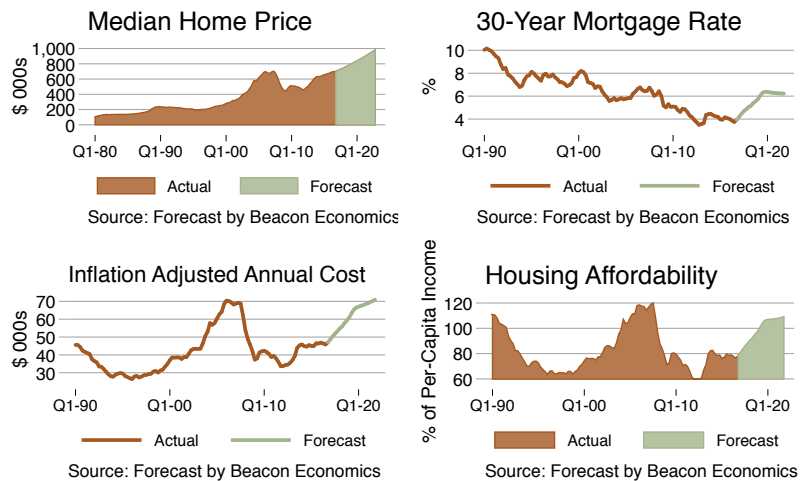 Median Home Price
$ 000s
1,000
800
600
400
200
0
Q1-80 Q1-90 Q1-00 Q1-10 Q1-20
Actual Forecast
Source: Forecast by Beacon Economics
30-Year Mortgage Rate
%
10
8
6
4
Q1-90 Q1-00 Q1-10 Q1-20
Actual Forecast
Source: Forecast by Beacon Economics
Inflation Adjusted Annual Cost
$ 000s
70
60
50
40
30
Q1-90 Q1-00 Q1-10 Q1-20
Actual Forecast
Source: Forecast by Beacon Economics
Housing Affordability
% of Per-Capita Income
120
100
80
60
Q1-90 Q1-00 Q1-10 Q1-20
Actual Forecast
Source: Forecast by Beacon Economics